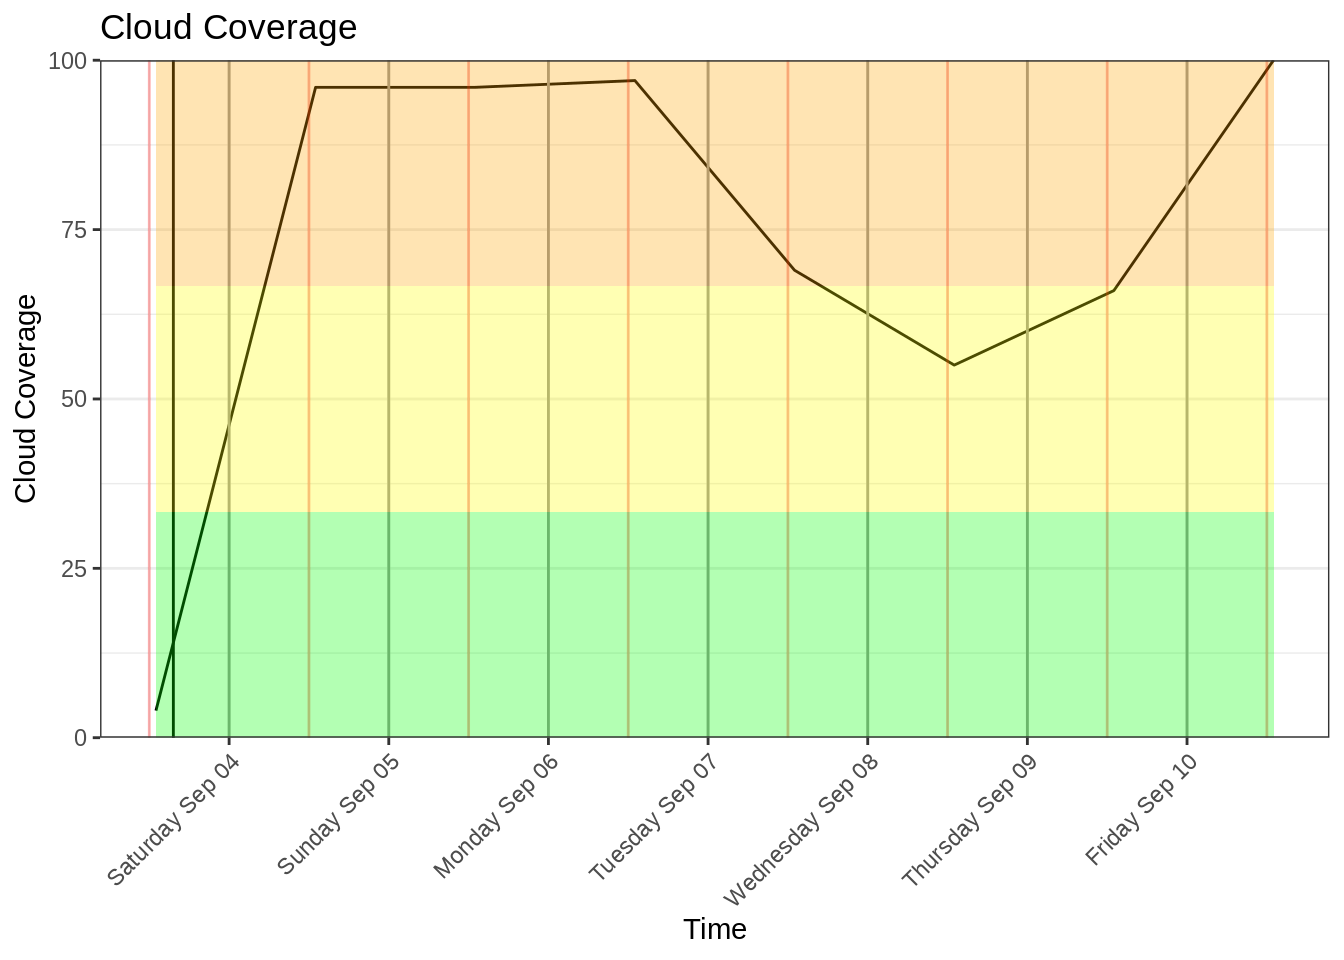 Cloud Coverage
100
75
50
25
0
Cloud Coverage
Saturday Sep 04
Sunday Sep 05
Monday Sep 06
Tuesday Sep 07
Wednesday Sep 08
Thursday Sep 09
Friday Sep 10
Time